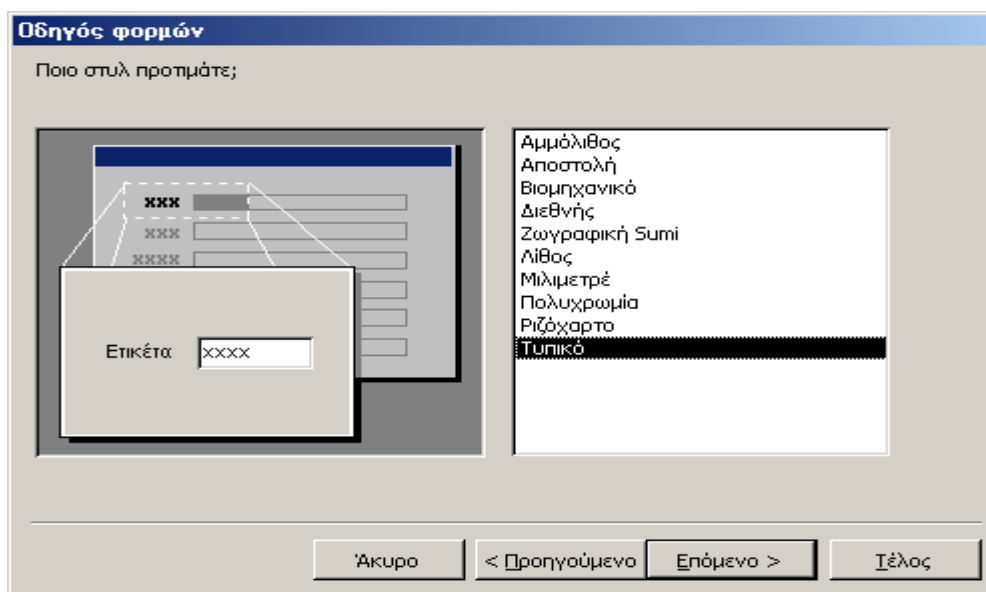 Οδηγός φορμών
Ποιο στυλ προτιμάτε;
xxx
xxx
xxxx
Ετικέτα xxxx
Αμμόλιθος
Αποστολή
Βιομηχανικό
Διεθνής
Ζωγραφική Sumi
Λίθος
Μιλιμετρέ
Πολυχρωμία
Ριζόχαρτο
Τυπικό
Άκυρο
< Προηγούμενο
Επόμενο >
Τέλος